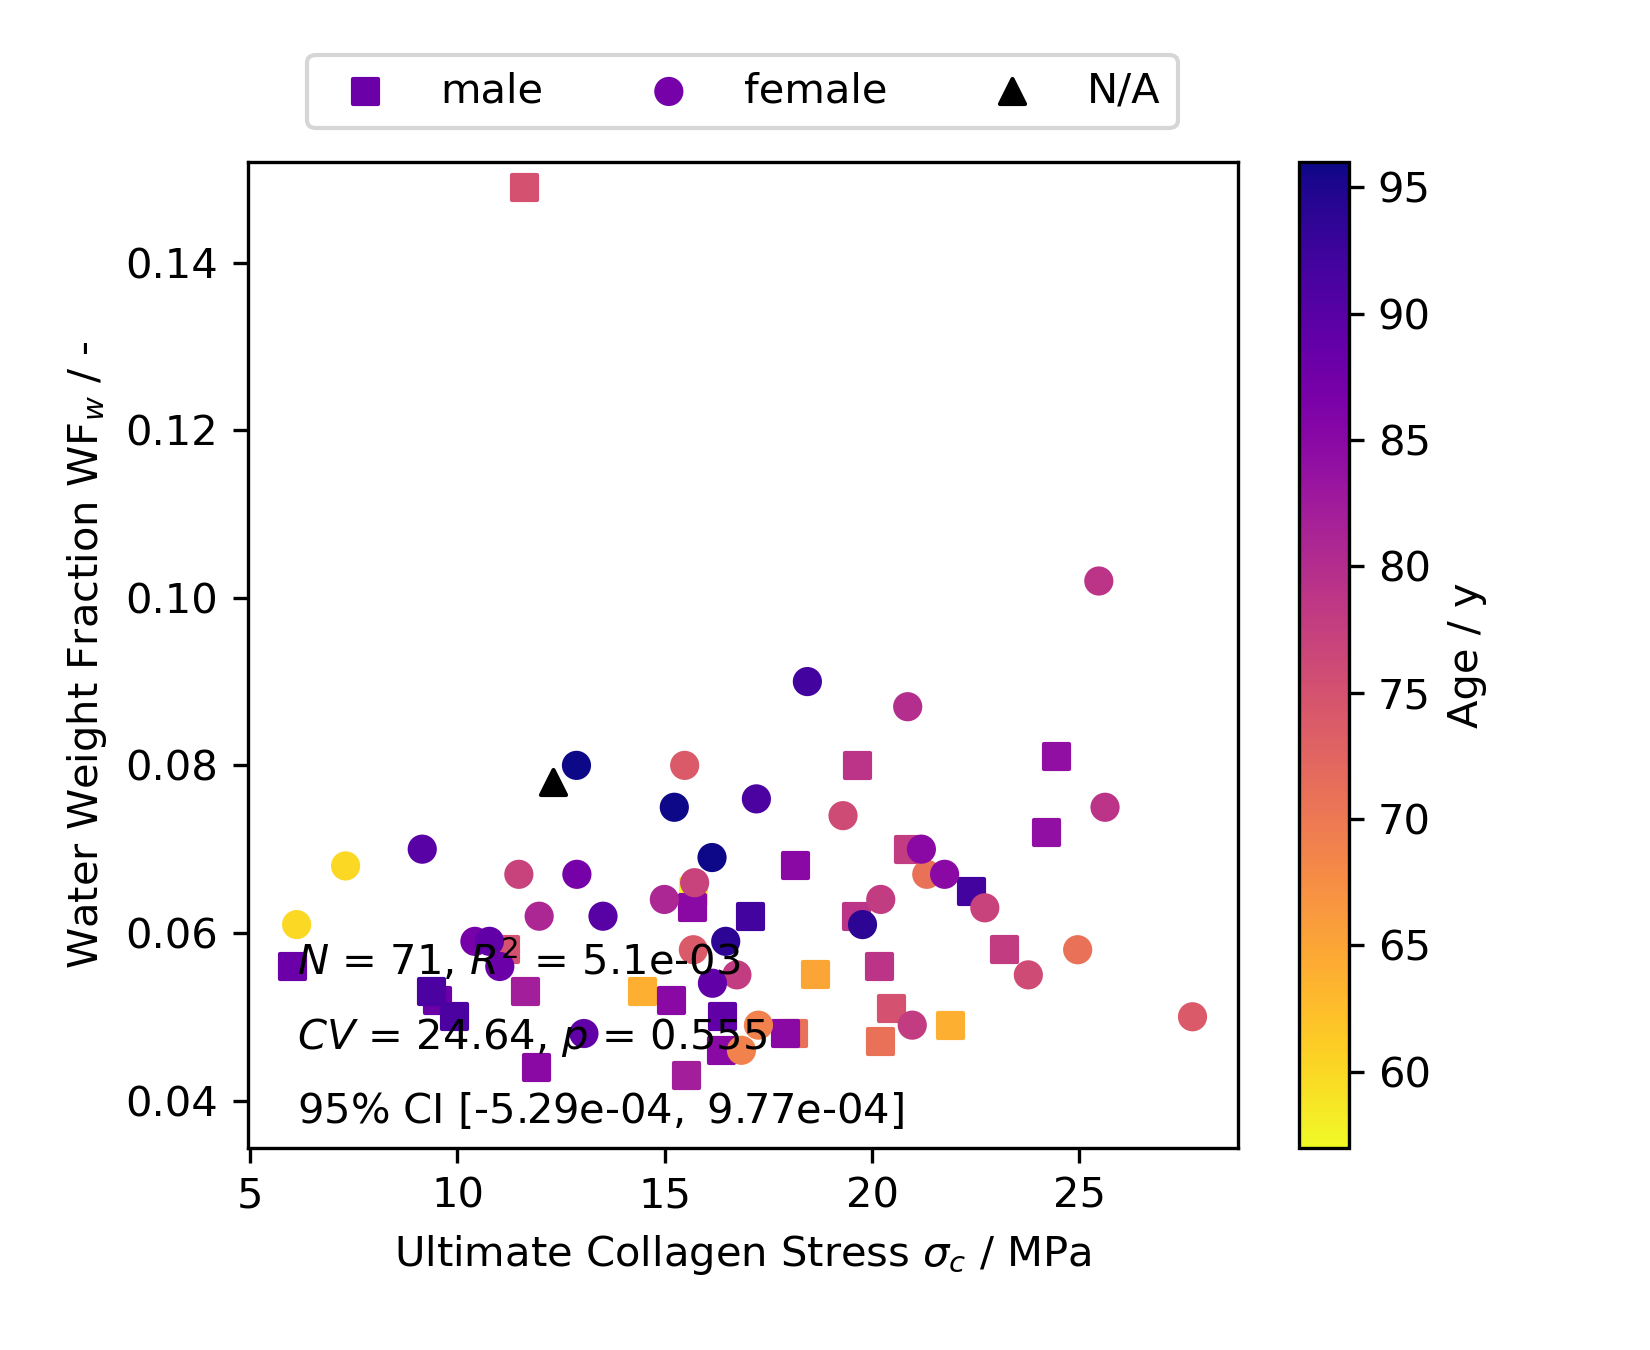 male female N/A
0.14
0.12
0.10
0.08
0.06
0.04
Water Weight Fraction WF_w / -
N = 71, R² = 5.1e-03
CV = 24.64, p = 0.555
95% CI [-5.29e-04, 9.77e-04]
5 10 15 20 25
Ultimate Collagen Stress σ_c / MPa
95
90
85
80
75
70
65
60
Age / y